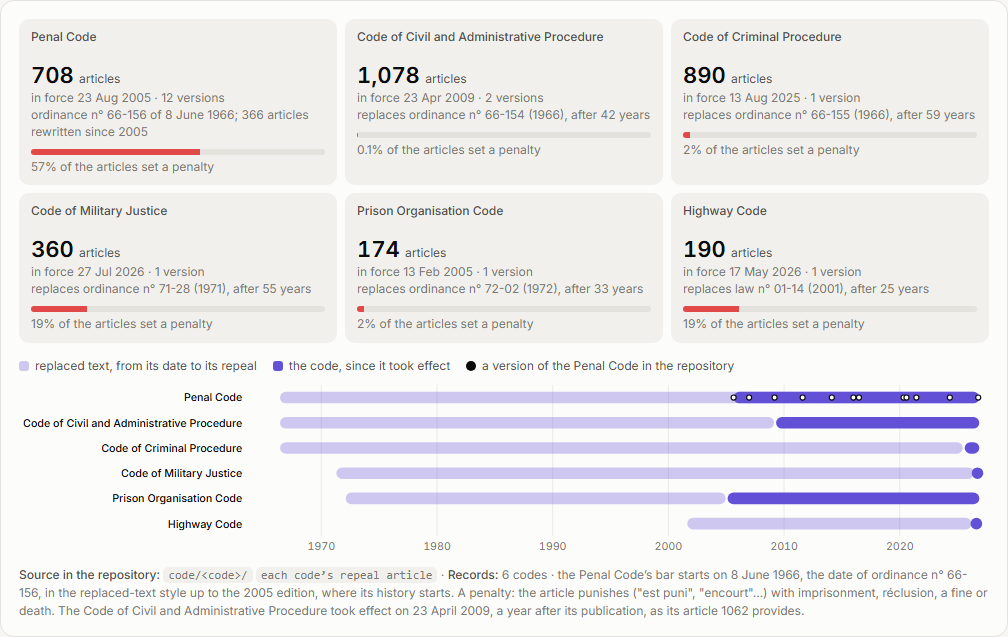 Penal Code
708 articles
in force 23 Aug 2005 · 12 versions
ordinance n° 66-156 of 8 June 1966; 366 articles
rewritten since 2005
57% of the articles set a penalty
Code of Civil and Administrative Procedure
1,078 articles
in force 23 Apr 2009 · 2 versions
replaces ordinance n° 66-154 (1966), after 42 years
0.1% of the articles set a penalty
Code of Criminal Procedure
890 articles
in force 13 Aug 2025 · 1 version
replaces ordinance n° 66-155 (1966), after 59 years
2% of the articles set a penalty
Code of Military Justice
360 articles
in force 27 Jul 2026 · 1 version
replaces ordinance n° 71-28 (1971), after 55 years
19% of the articles set a penalty
Prison Organisation Code
174 articles
in force 13 Feb 2005 · 1 version
replaces ordinance n° 72-02 (1972), after 33 years
2% of the articles set a penalty
Highway Code
190 articles
in force 17 May 2026 · 1 version
replaces law n° 01-14 (2001), after 25 years
19% of the articles set a penalty
replaced text, from its date to its repeal the code, since it took effect a version of the Penal Code in the repository
Penal Code
Code of Civil and Administrative Procedure
Code of Criminal Procedure
Code of Military Justice
Prison Organisation Code
Highway Code
1970 1980 1990 2000 2010 2020
Source in the repository: code/<code>/ each code's repeal article · Records: 6 codes · the Penal Code's bar starts on 8 June 1966, the date of ordinance n° 66-
156, in the replaced-text style up to the 2005 edition, where its history starts. A penalty: the article punishes ("est puni", "encourt"...) with imprisonment, réclusion, a fine or
death. The Code of Civil and Administrative Procedure took effect on 23 April 2009, a year after its publication, as its article 1062 provides.